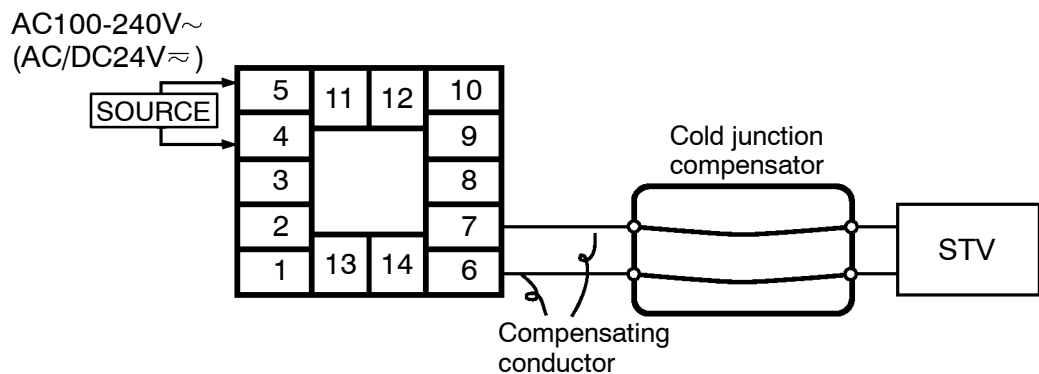 AC100-240V~
(AC/DC24V⎓)
SOURCE
5 11 12 10
4 9
3 8
2 7
1 13 14 6
Cold junction
compensator
STV
Compensating
conductor